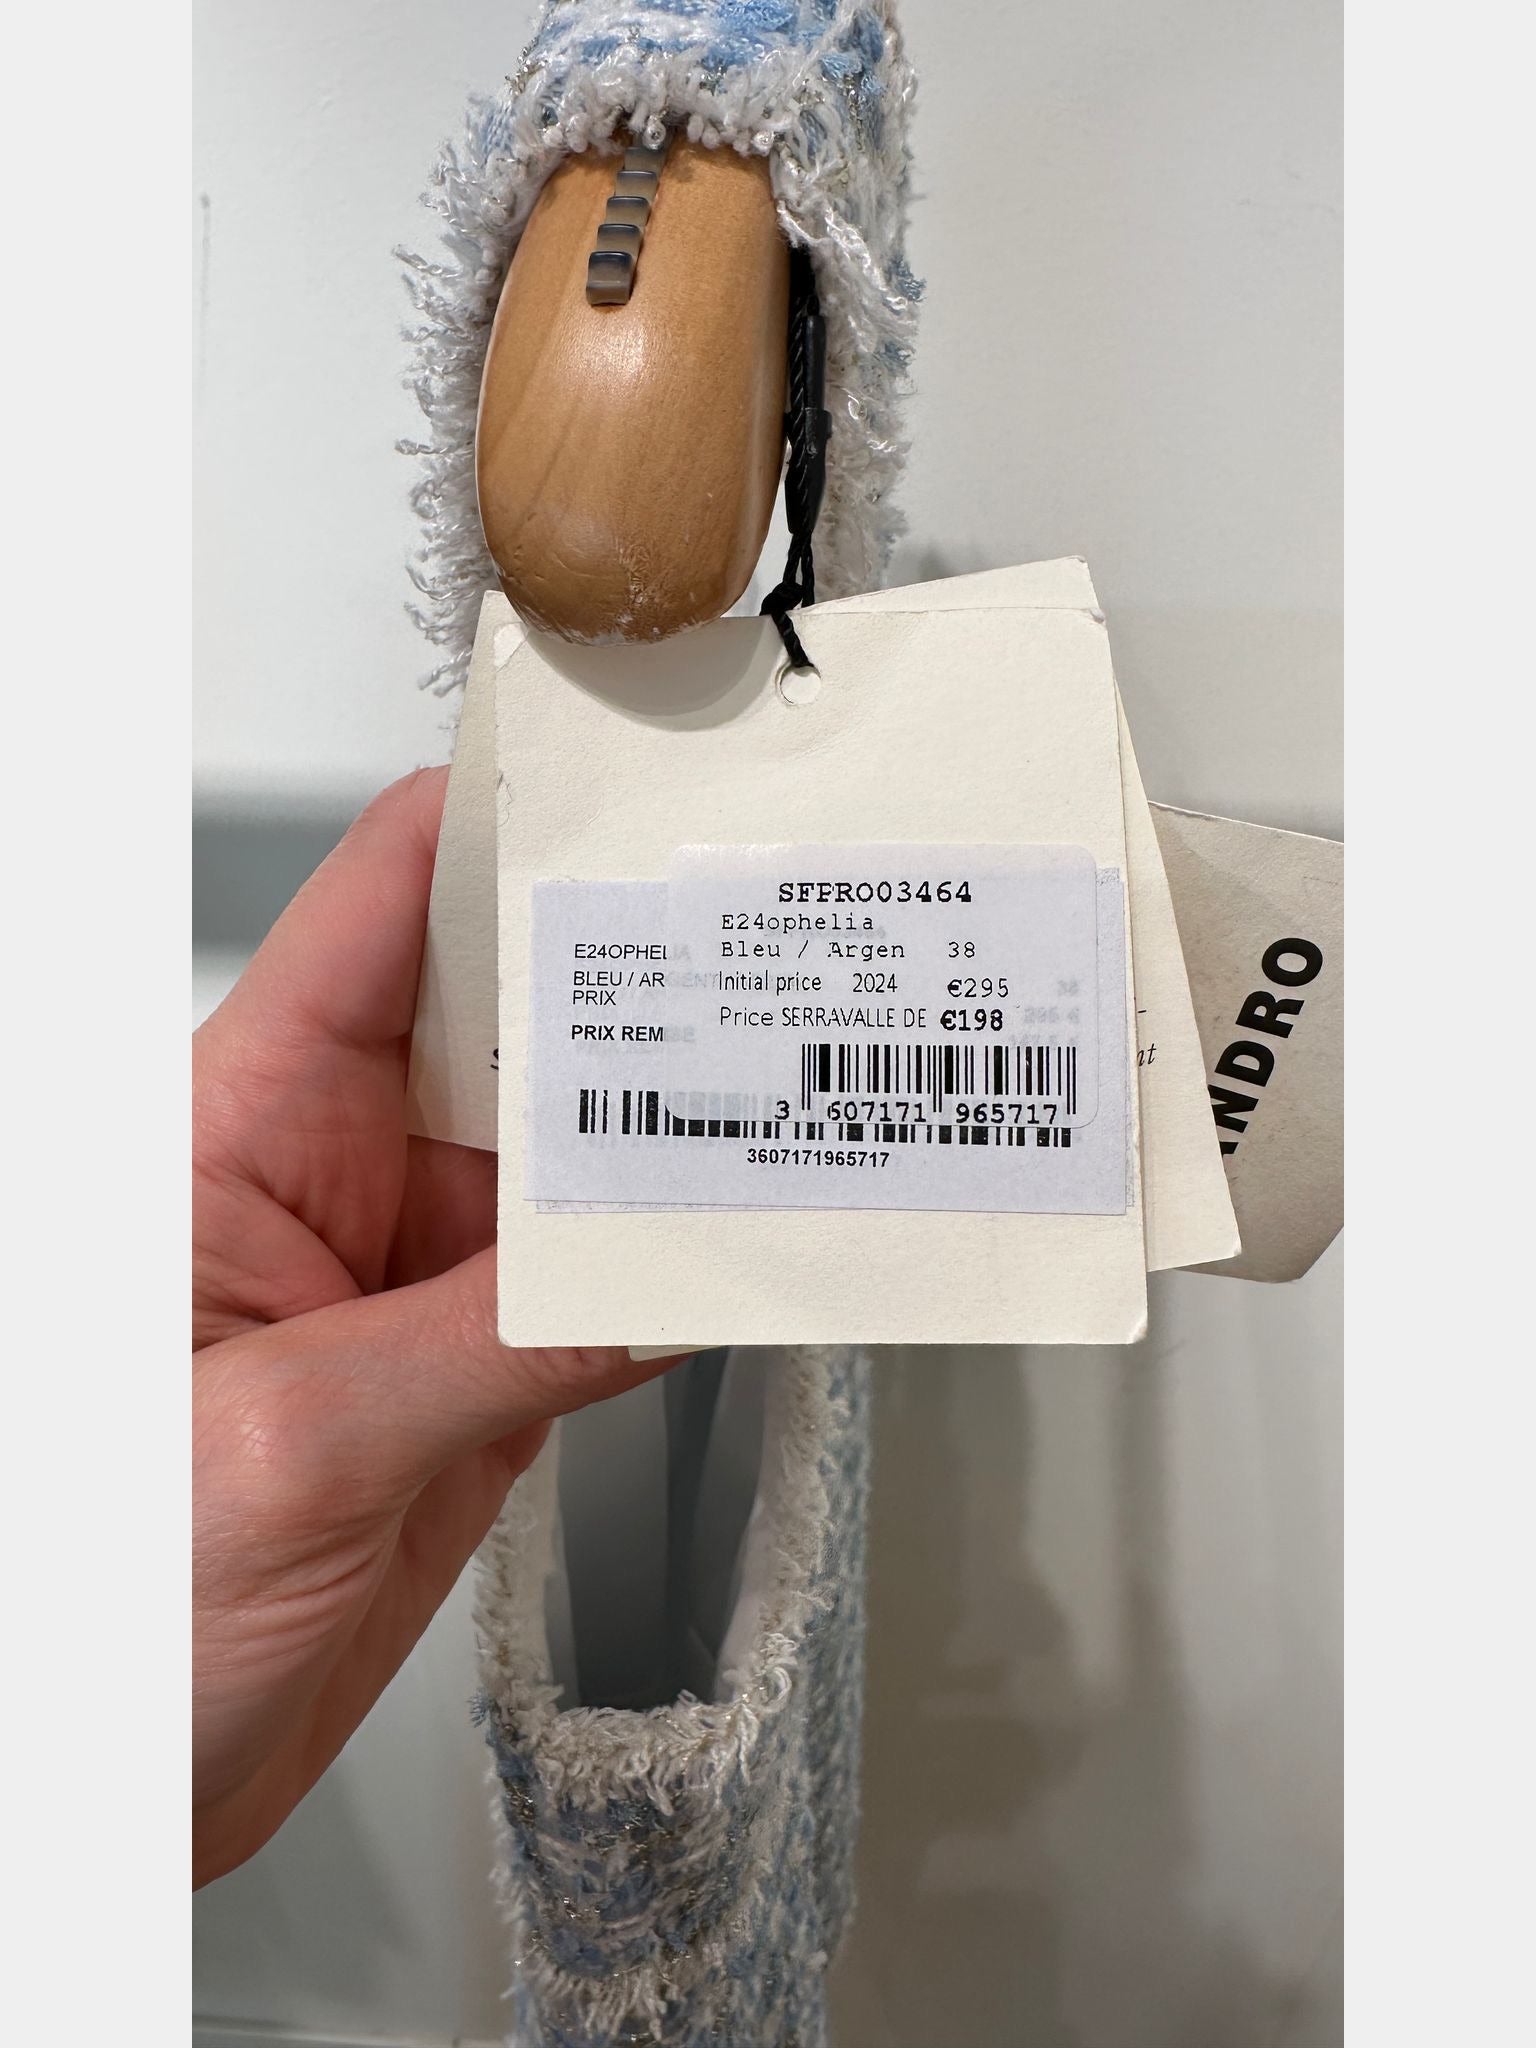 SFPRO03464
E24ophelia
Bleu / Argen 38
Initial price 2024 €295
Price SERRAVALLE DE €198
3 607171 965717
E24OPHEL
BLEU / AR
PRIX
PRIX REM
3607171965717
NDRO